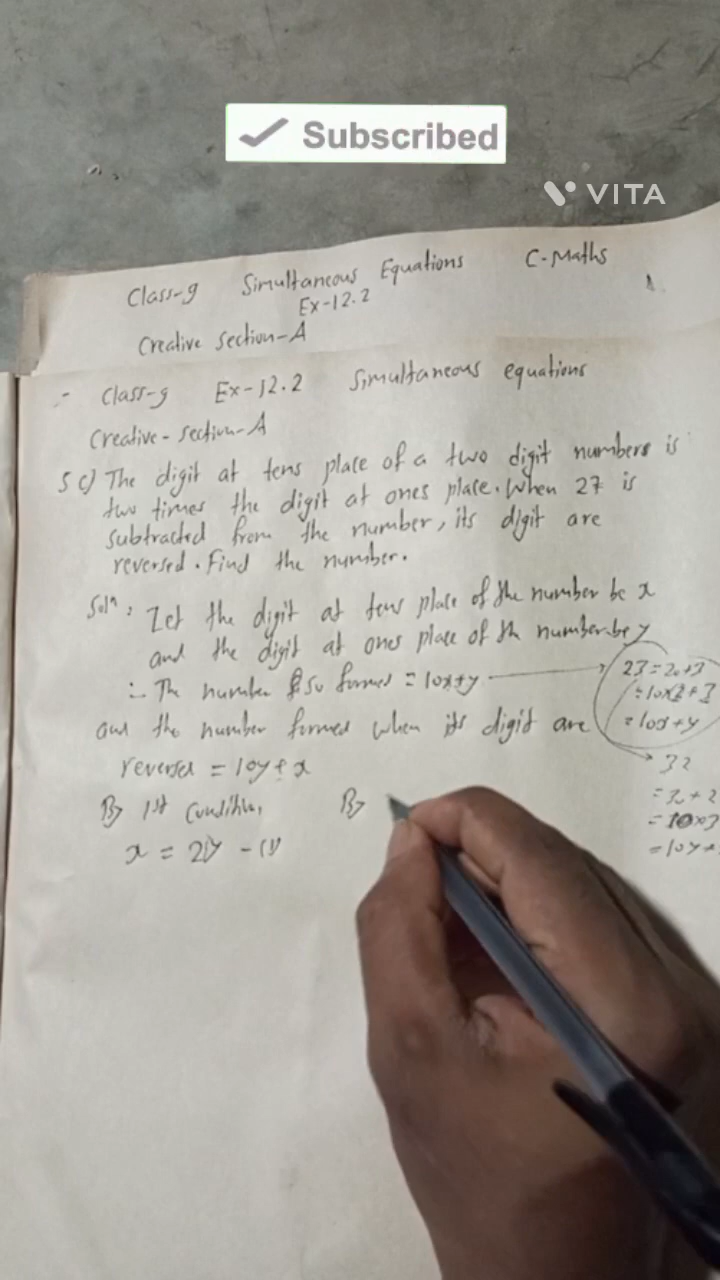 ✓ Subscribed
VITA
Class-9 Simultaneous Equations C-Maths
Ex-12.2
Creative section-A
:- Class-9 Ex-12.2 Simultaneous equations
Creative-section-A
5 c) The digit at tens place of a two digit numbers is
two times the digit at ones place. When 27 is
subtracted from the number, its digit are
reversed. Find the number.
Solⁿ: Let the digit at tens place of the number be x
and the digit at ones place of the number be y
∴ The number so formed = 10x+y
23=20+3
=10×2+3
=10x+y
and the number formed when its digit are
reversed = 10y+x
32
=30+2
=10×3
=10y+x
By 1st Condition, By
x = 2y -(1)